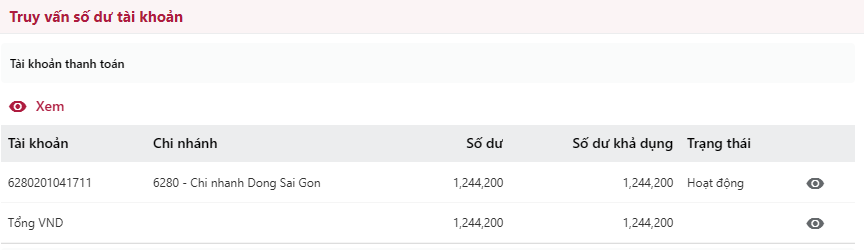 Truy vấn số dư tài khoản
Tài khoản thanh toán
Xem
Tài khoản Chi nhánh Số dư Số dư khả dụng Trạng thái
6280201041711 6280 - Chi nhanh Dong Sai Gon 1,244,200 1,244,200 Hoạt động
Tổng VND 1,244,200 1,244,200